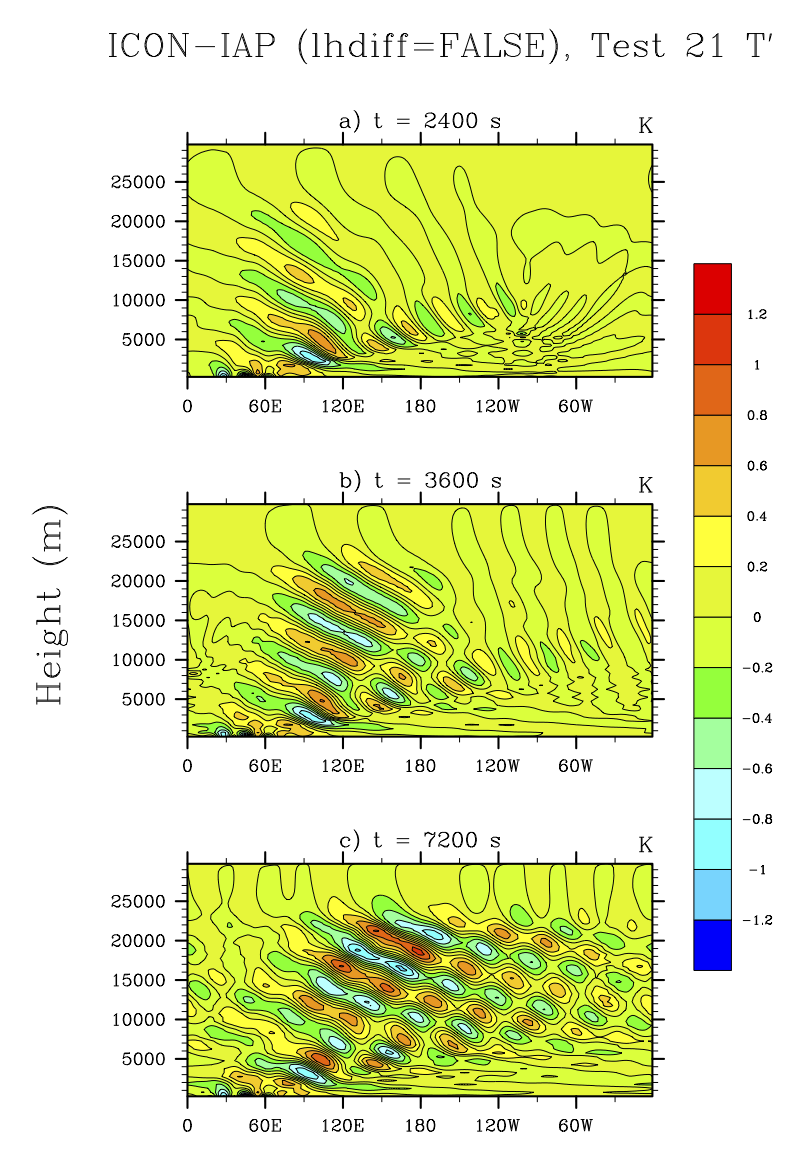 ICON-IAP (lhdiff=FALSE), Test 21 T'
a) t = 2400 s
K
25000
20000
15000
10000
5000
0 60E 120E 180 120W 60W
b) t = 3600 s
K
25000
20000
15000
10000
5000
0 60E 120E 180 120W 60W
c) t = 7200 s
K
25000
20000
15000
10000
5000
0 60E 120E 180 120W 60W
Height (m)
1.2
1
0.8
0.6
0.4
0.2
0
-0.2
-0.4
-0.6
-0.8
-1
-1.2